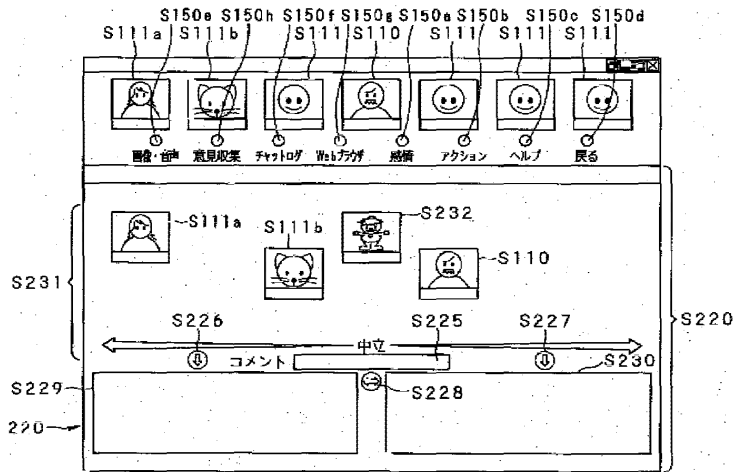 S150e S150h S150f S150g S150a S150b S150c S150d
S111a S111b S111 S110 S111 S111 S111
画像・音声 意見収集 チャットログ Webブラウザ 感情 アクション ヘルプ 戻る
S111a S111b S232 S110
S231
S220
S226 S225 S227
中立
コメント
S230
S229 S228
220